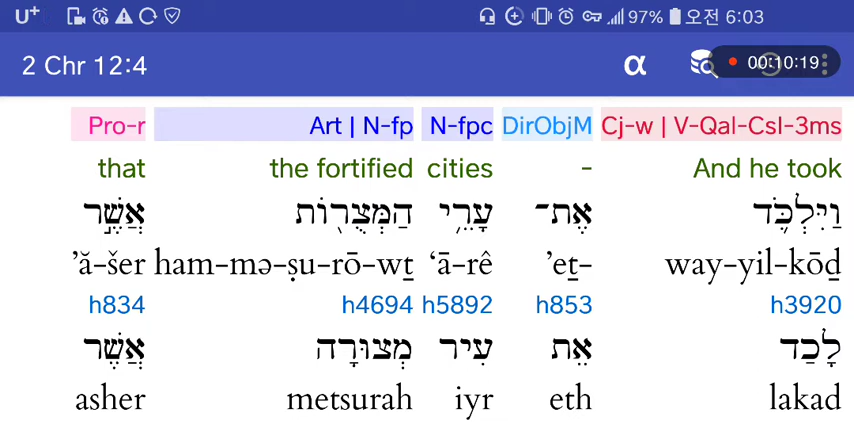 U+ 97% 오전 6:03
2 Chr 12:4 α 00:10:19
Pro-r Art | N-fp N-fpc DirObjM Cj-w | V-Qal-CsI-3ms
that the fortified cities - And he took
וַיִּלְכֹּ֛ד אֶת־ עָרֵ֥י הַמְּצֻר֖וֹת אֲשֶׁ֣ר
’ă-šer ham-mə-ṣu-rō-wṯ ‘ā-rê ’eṯ- way-yil-kōḏ
h834 h4694 h5892 h853 h3920
לָכַד אֵת עִיר מְצוּרָה אֲשֶׁר
asher metsurah iyr eth lakad